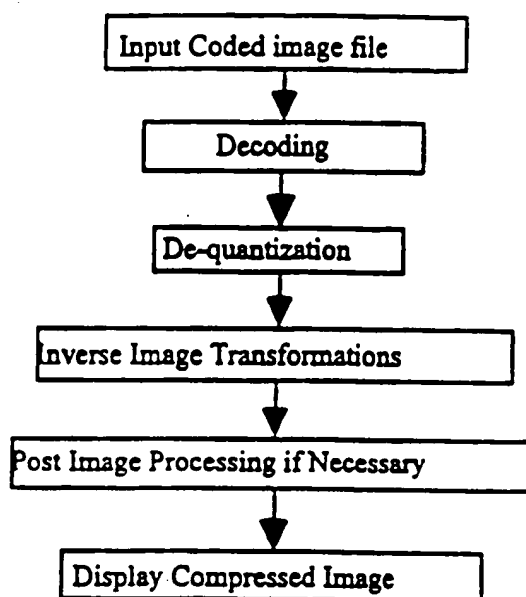 Input Coded image file
Decoding
De-quantization
Inverse Image Transformations
Post Image Processing if Necessary
Display Compressed Image